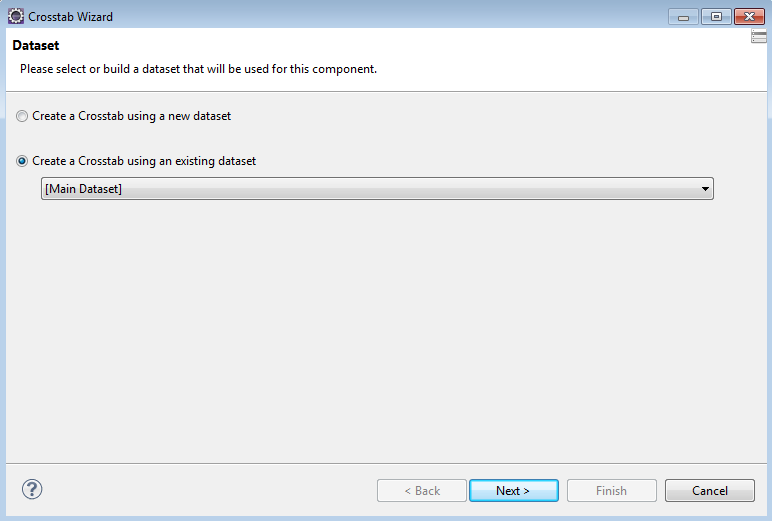 Crosstab Wizard
Dataset
Please select or build a dataset that will be used for this component.
Create a Crosstab using a new dataset
Create a Crosstab using an existing dataset
[Main Dataset]
?
< Back
Next >
Finish
Cancel